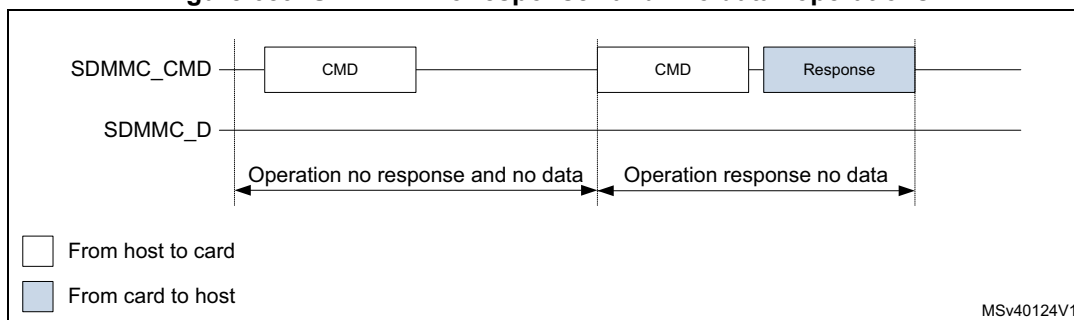 SDMMC_CMD
CMD
CMD
Response
SDMMC_D
Operation no response and no data
Operation response no data
From host to card
From card to host
MSv40124V1